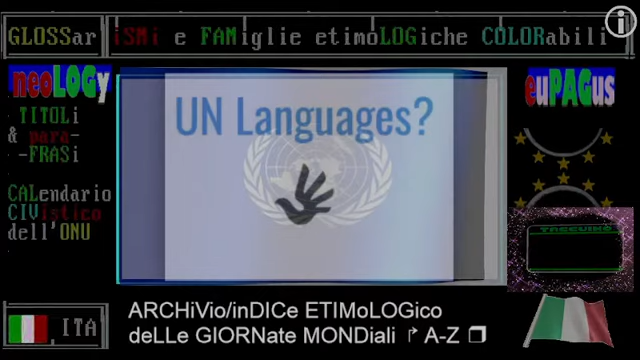 GLOSSar iSMi e FAMiglie etimoLOGiche COLORabili
i
neoLOGy
TITOLi
& para-
-FRASi
CALendario
CIVistico
dell'ONU
UN Languages?
euPAGus
TACCUINO
ITA
ARCHiVio/inDICe ETIMoLOGico
deLLe GIORNate MONDiali ↱ A-Z ❐